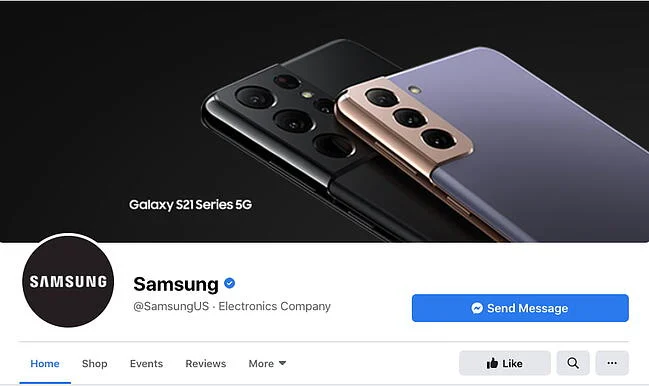 Galaxy S21 Series 5G
SAMSUNG
Samsung
@SamsungUS · Electronics Company
Send Message
Home Shop Events Reviews More
Like